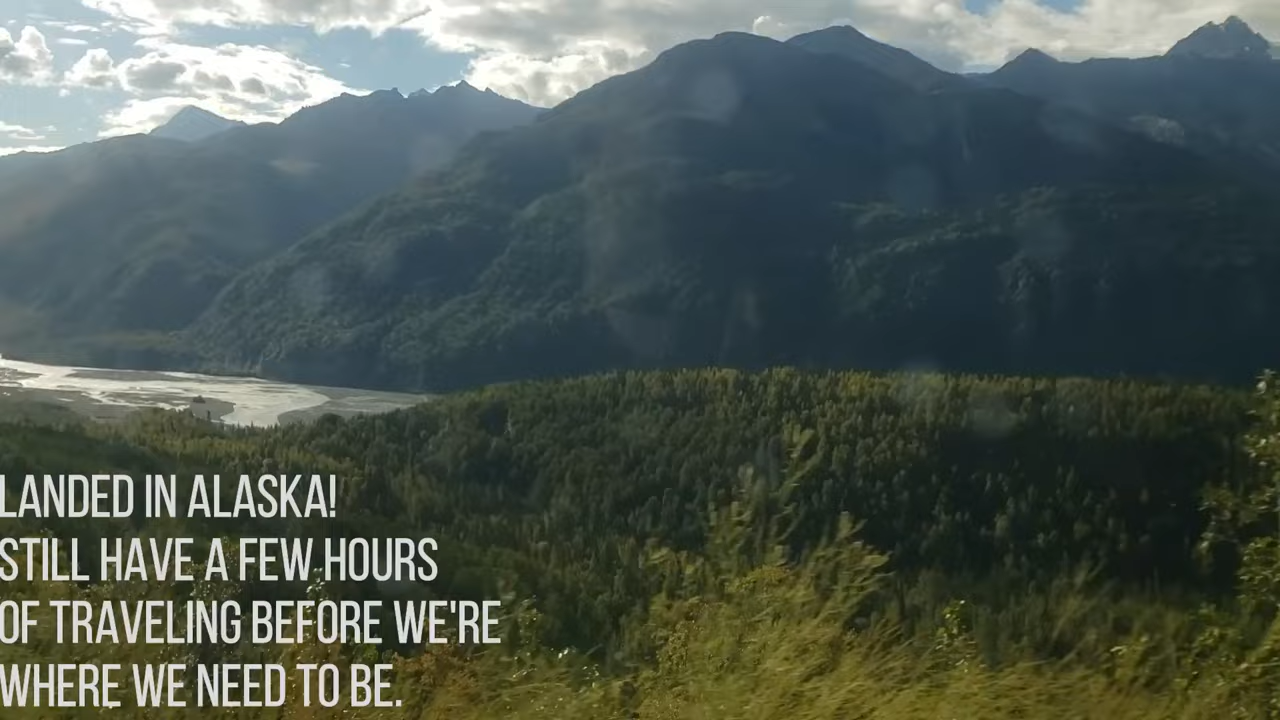 LANDED IN ALASKA!
STILL HAVE A FEW HOURS
OF TRAVELING BEFORE WE'RE
WHERE WE NEED TO BE.